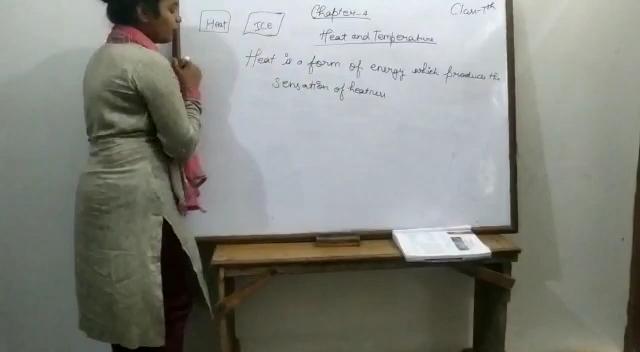 Heat
ICE
Chapter-4
Class-7th
Heat and Temperature
Heat is a form of energy which produces the
sensation of hotness